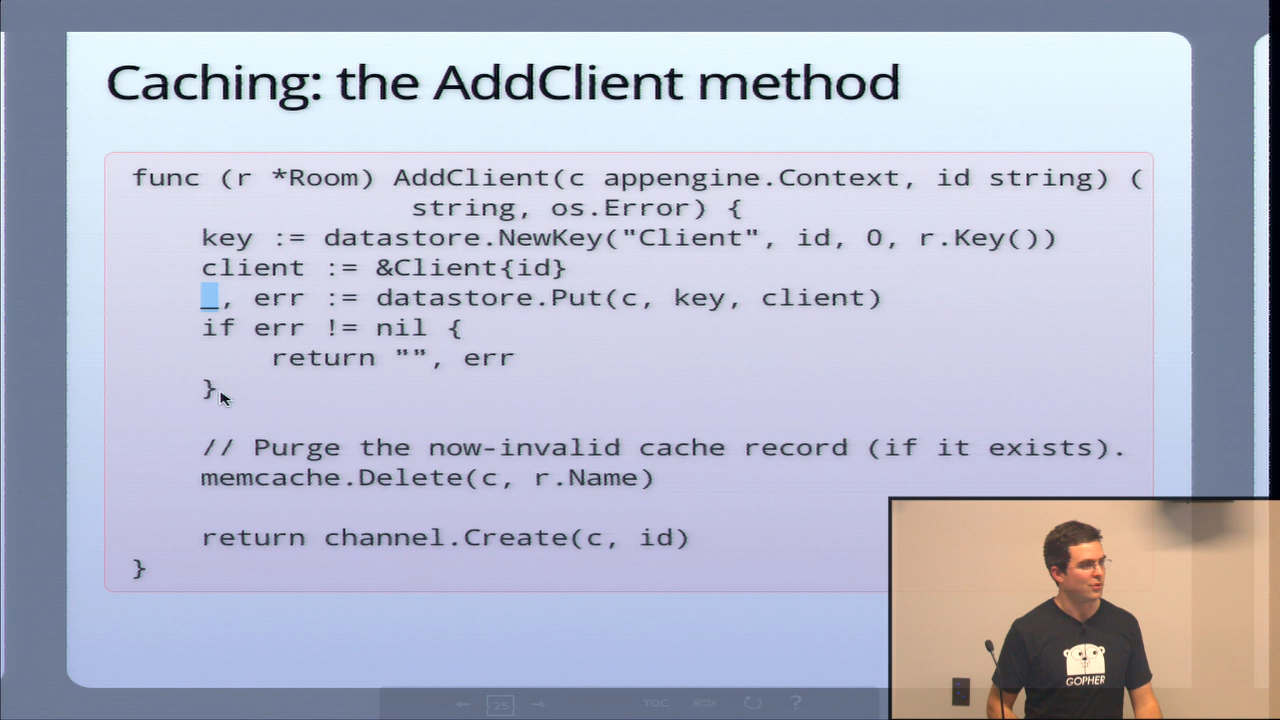 Caching: the AddClient method
func (r *Room) AddClient(c appengine.Context, id string) (
string, os.Error) {
key := datastore.NewKey("Client", id, 0, r.Key())
client := &Client{id}
_, err := datastore.Put(c, key, client)
if err != nil {
return "", err
}
// Purge the now-invalid cache record (if it exists).
memcache.Delete(c, r.Name)
return channel.Create(c, id)
}
GOPHER
25
TOC
?